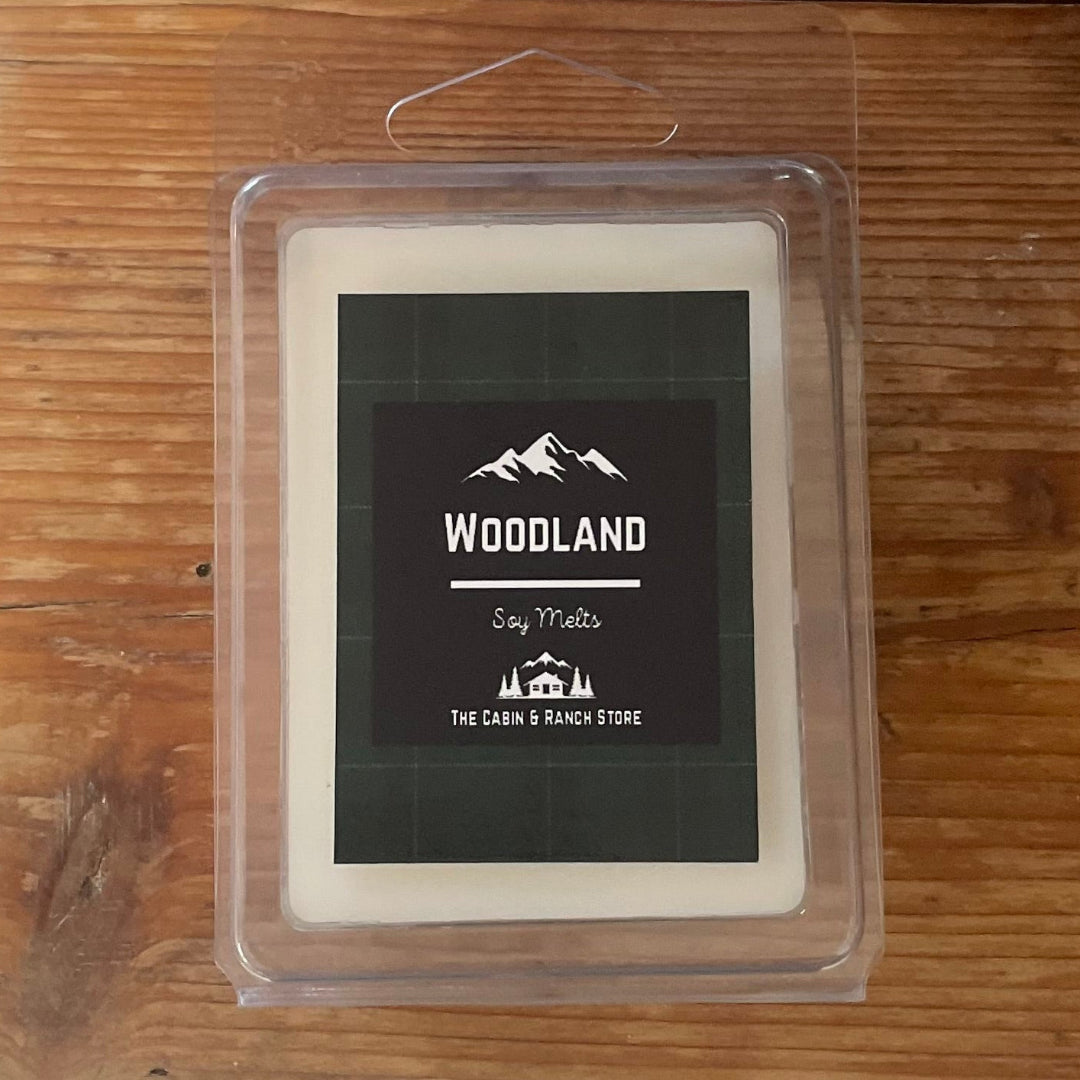 Woodland
Soy Melts
The Cabin & Ranch Store